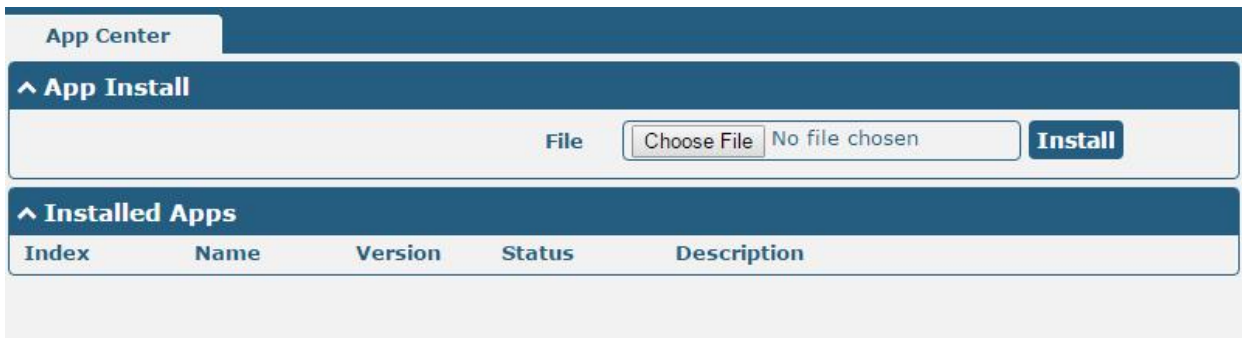 App Center
App Install
File Choose File No file chosen Install
Installed Apps
Index Name Version Status Description